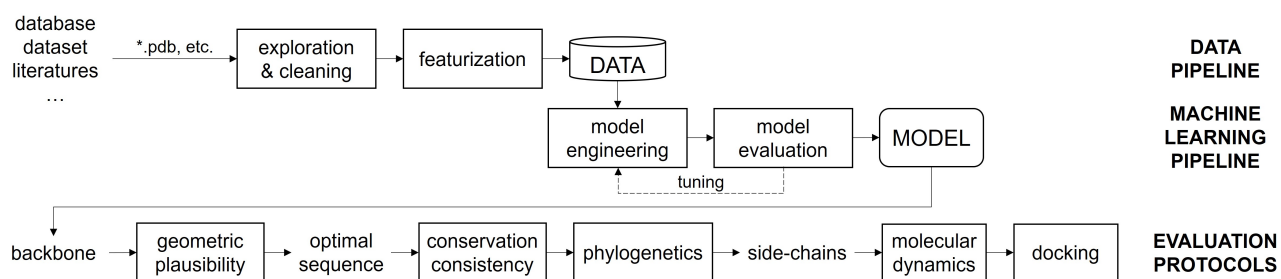 database
dataset
literatures
...
*.pdb, etc.
exploration
& cleaning
featurization
DATA
DATA
PIPELINE
model
engineering
model
evaluation
MODEL
tuning
MACHINE
LEARNING
PIPELINE
backbone
geometric
plausibility
optimal
sequence
conservation
consistency
phylogenetics
side-chains
molecular
dynamics
docking
EVALUATION
PROTOCOLS